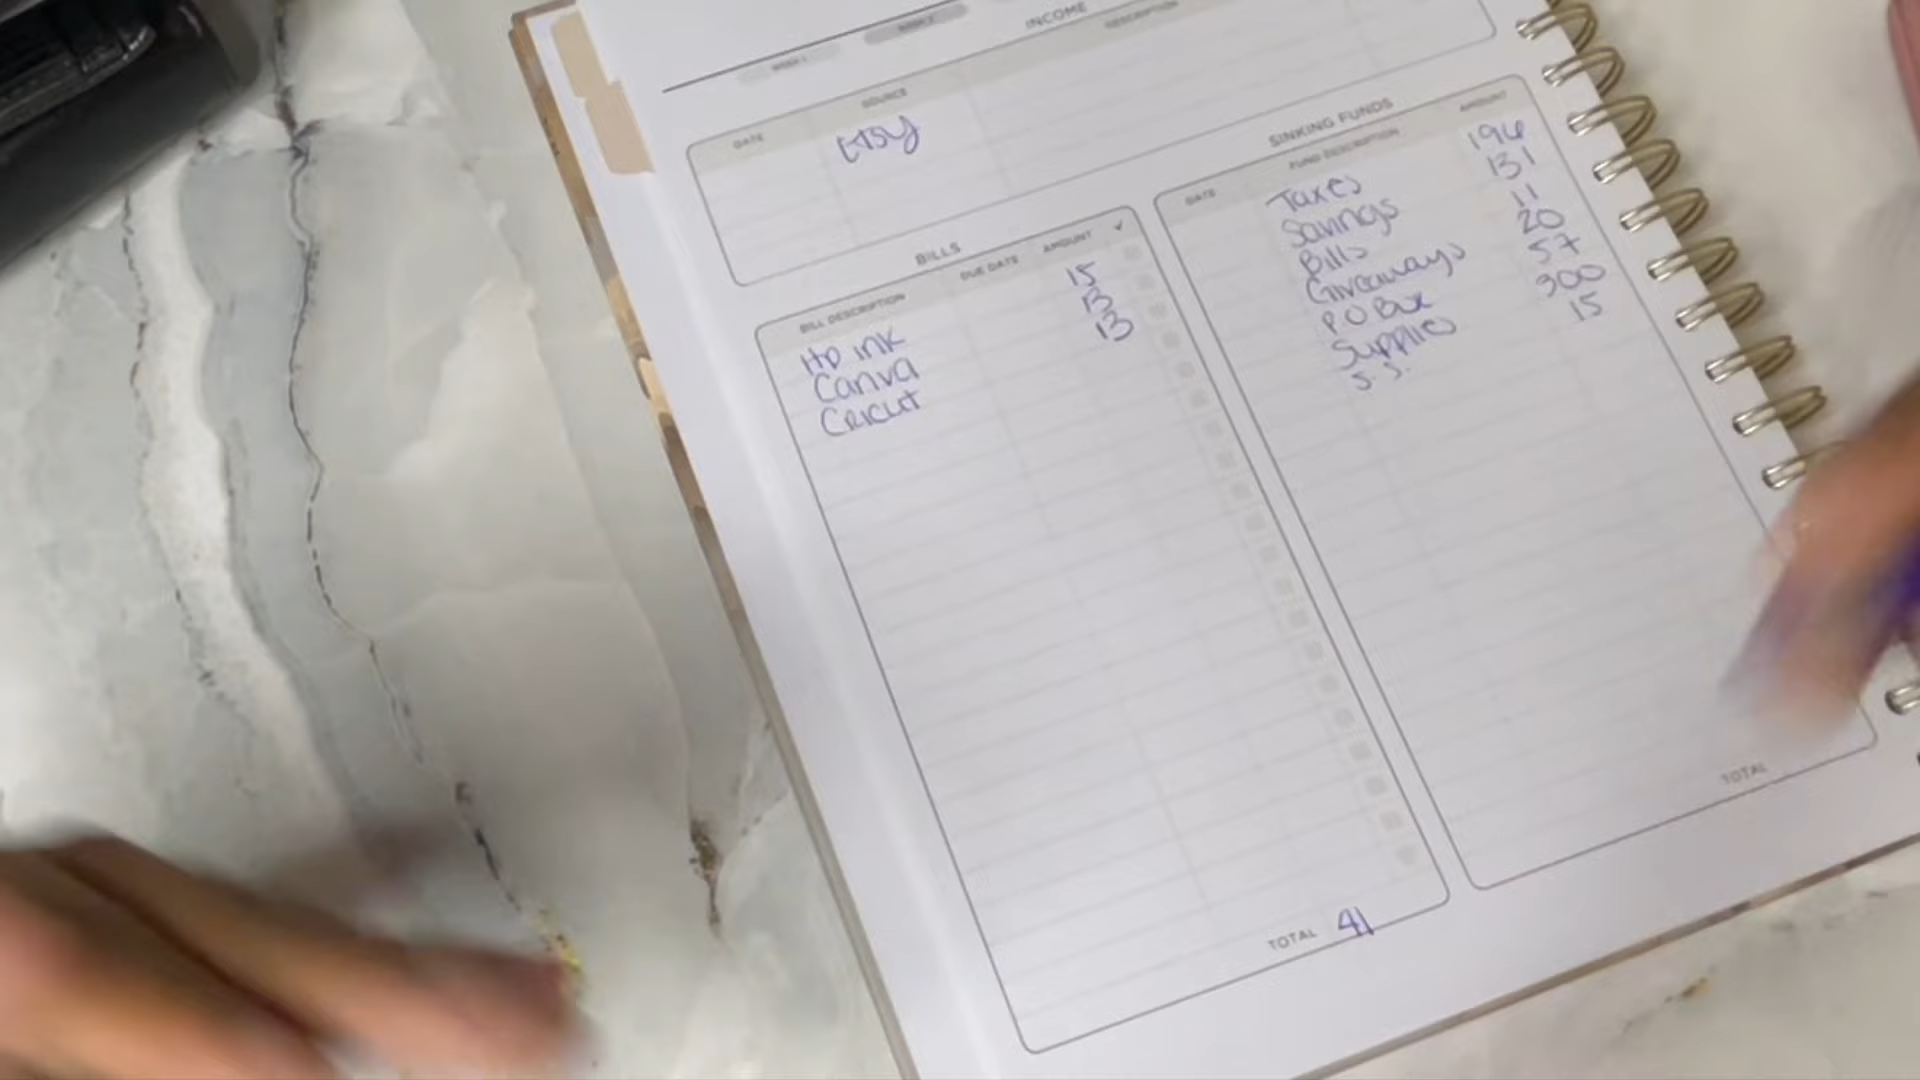 INCOME
DATE SOURCE DESCRIPTION
Etsy
BILLS
BILL DESCRIPTION DUE DATE AMOUNT ✓
HP ink 15
Canva 13
Cricut 13
TOTAL 41
SINKING FUNDS
DATE FUND DESCRIPTION AMOUNT
Taxes 196
Savings 131
Bills 11
Giveaways 20
PO Box 57
Supplies 300
S.S. 15
TOTAL